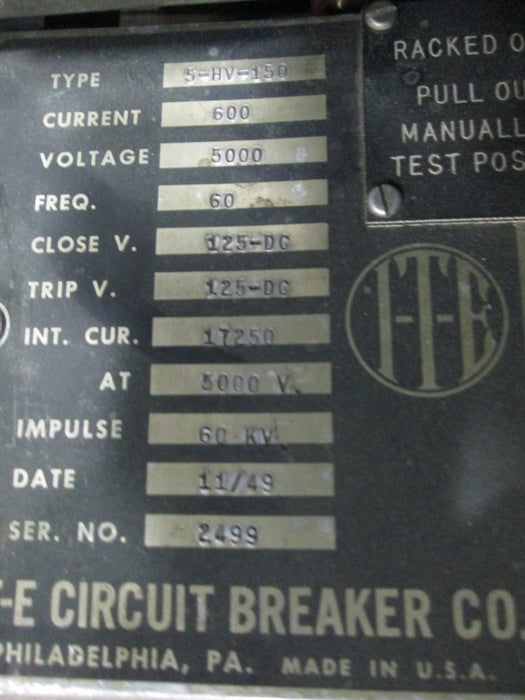 TYPE 5-HV-150
CURRENT 600
VOLTAGE 5000
FREQ. 60
CLOSE V. 125-DC
TRIP V. 125-DC
INT. CUR. 17250
AT 5000 V.
IMPULSE 60 KV.
DATE 11/49
SER. NO. 2499
RACKED O
PULL OU
MANUALL
TEST POS
I-T-E
-E CIRCUIT BREAKER CO.
PHILADELPHIA, PA. MADE IN U.S.A.